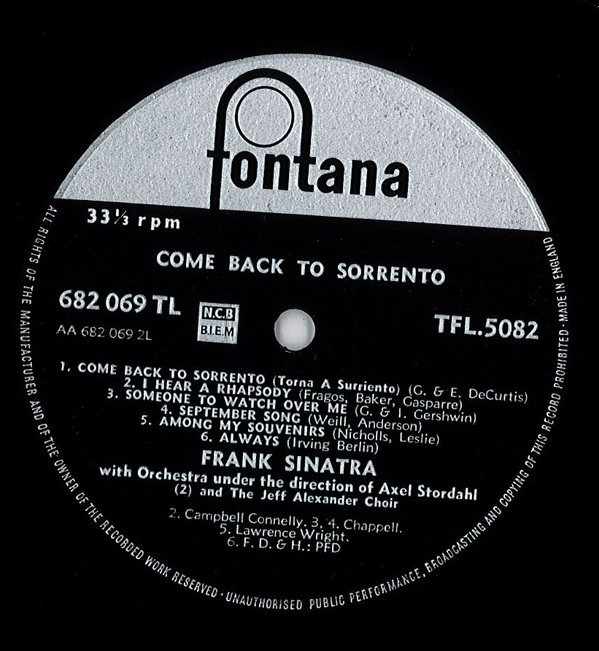 fontana
33⅓ rpm
COME BACK TO SORRENTO
682 069 TL
N.C.B
B.I.E.M
TFL.5082
AA 682 069 2L
1. COME BACK TO SORRENTO (Torna A Surriento) (G. & E. DeCurtis)
2. I HEAR A RHAPSODY (Fragos, Baker, Gasparre)
3. SOMEONE TO WATCH OVER ME (G. & I. Gershwin)
4. SEPTEMBER SONG (Weill, Anderson)
5. AMONG MY SOUVENIRS (Nicholls, Leslie)
6. ALWAYS (Irving Berlin)
FRANK SINATRA
with Orchestra under the direction of Axel Stordahl
(2) and The Jeff Alexander Choir
2. Campbell Connelly. 3, 4. Chappell.
5. Lawrence Wright.
6. F. D. & H.: PFD
ALL RIGHTS OF THE MANUFACTURER AND OF THE OWNER OF THE RECORDED WORK RESERVED · UNAUTHORISED PUBLIC PERFORMANCE, BROADCASTING AND COPYING OF THIS RECORD PROHIBITED · MADE IN ENGLAND